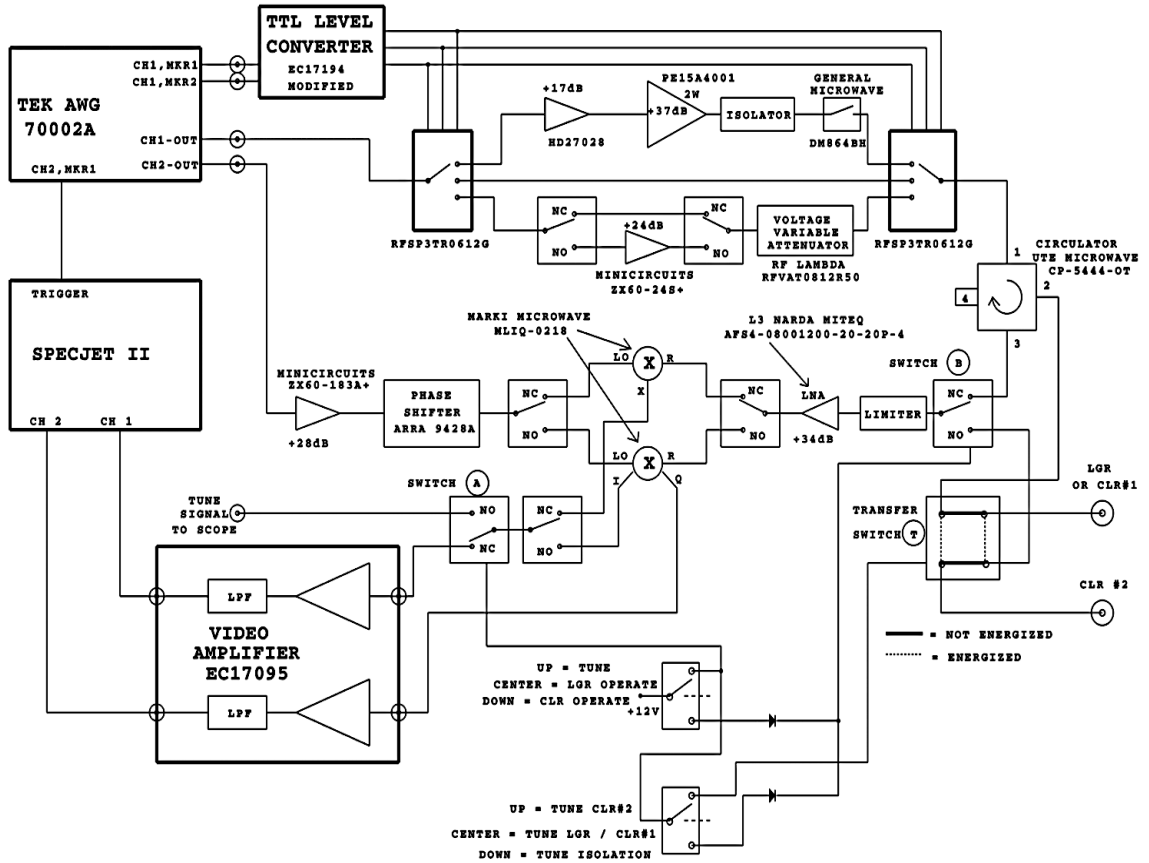 TTL LEVEL
CONVERTER
EC17194
MODIFIED
CH1,MKR1
CH1,MKR2
TEK AWG
70002A
CH1-OUT
CH2-OUT
CH2,MKR1
+17dB
HD27028
PE15A4001
2W
+37dB
ISOLATOR
GENERAL
MICROWAVE
DM864BH
RFSP3TR0612G
NC
NO
+24dB
NC
NO
MINICIRCUITS
ZX60-24S+
VOLTAGE
VARIABLE
ATTENUATOR
RF LAMBDA
RFVAT0812R50
RFSP3TR0612G
CIRCULATOR
UTE MICROWAVE
CP-5444-OT
1
2
3
4
TRIGGER
SPECJET II
CH 2
CH 1
MINICIRCUITS
ZX60-183A+
+28dB
PHASE
SHIFTER
ARRA 9428A
NC
NO
MARKI MICROWAVE
MLIQ-0218
LO
X
R
X
LO
X
R
I
Q
NC
NO
L3 NARDA MITEQ
AFS4-08001200-20-20P-4
LNA
+34dB
LIMITER
SWITCH B
NC
NO
SWITCH A
NO
NC
NC
NO
TUNE
SIGNAL
TO SCOPE
LPF
VIDEO
AMPLIFIER
EC17095
LPF
TRANSFER
SWITCH T
LGR
OR CLR#1
CLR #2
= NOT ENERGIZED
= ENERGIZED
UP = TUNE
CENTER = LGR OPERATE
DOWN = CLR OPERATE
+12V
UP = TUNE CLR#2
CENTER = TUNE LGR / CLR#1
DOWN = TUNE ISOLATION